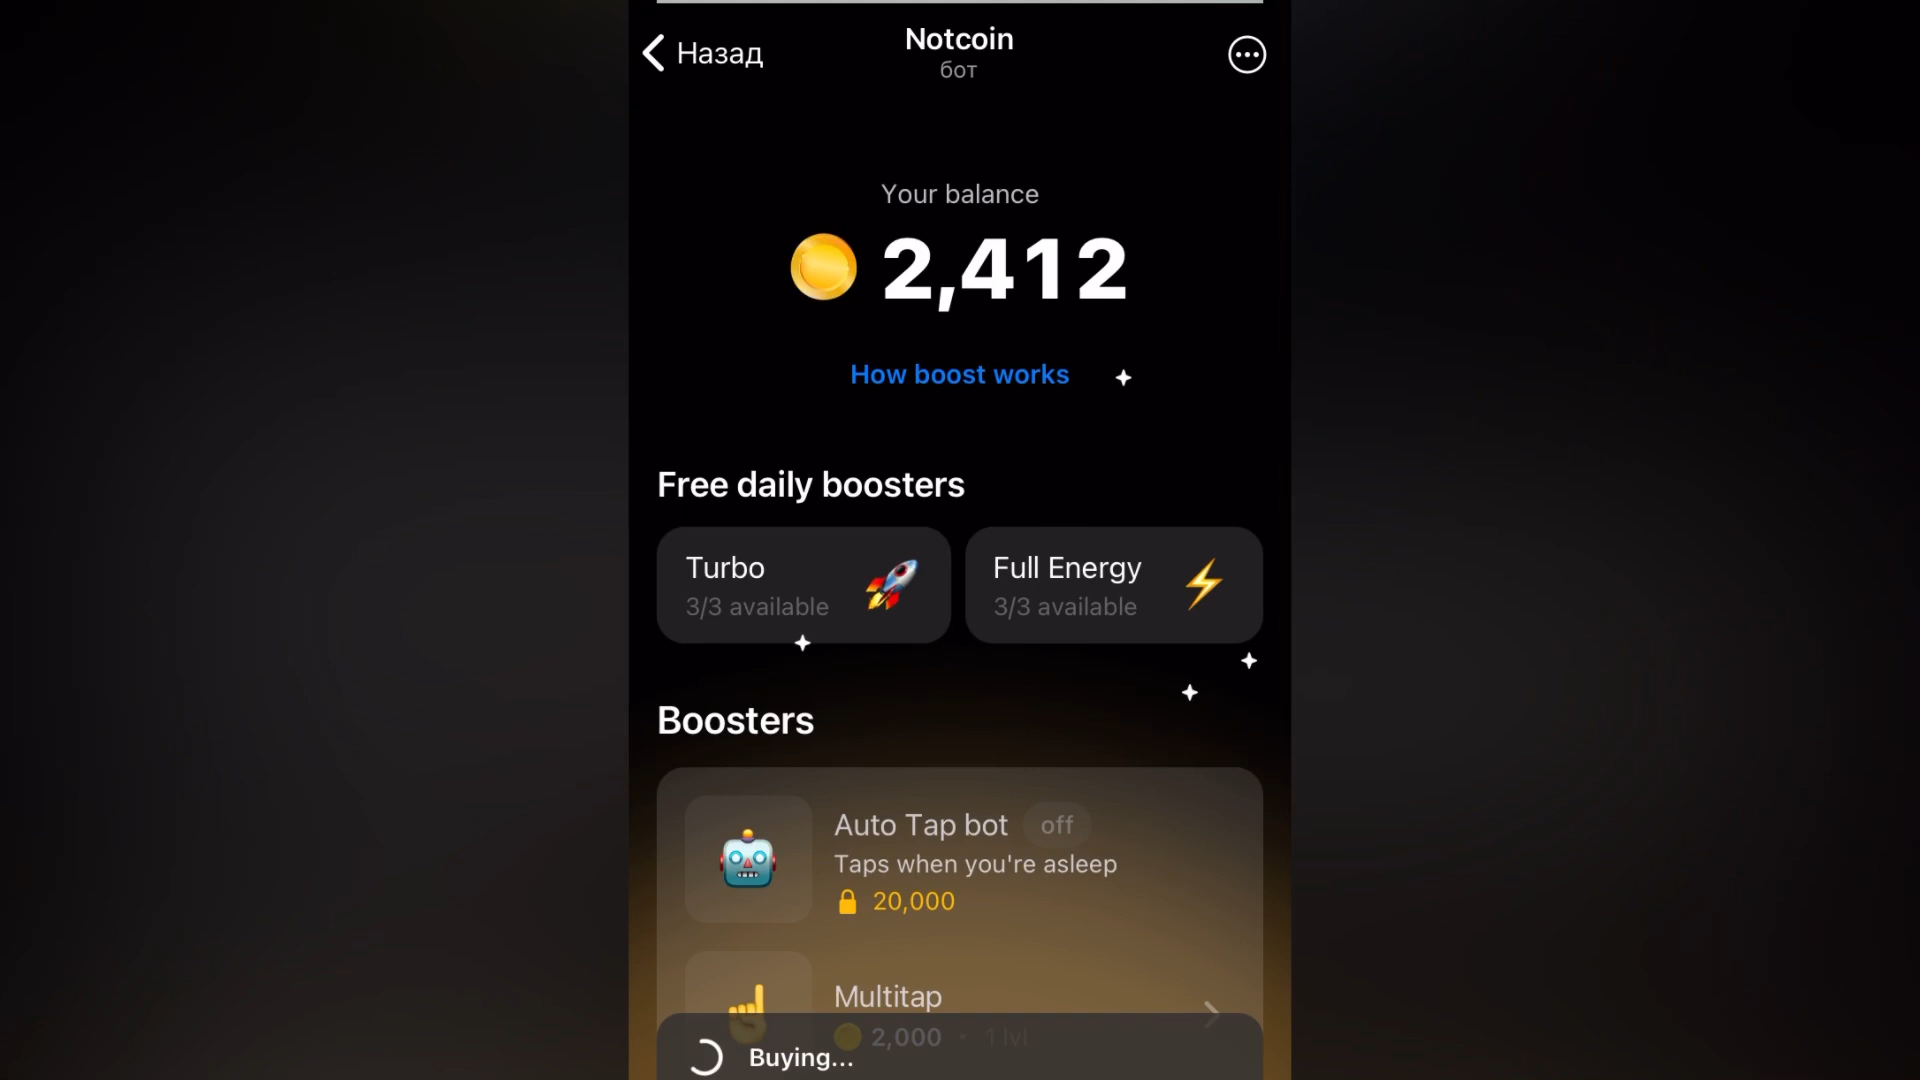 Назад
Notcoin
бот
Your balance
2,412
How boost works
Free daily boosters
Turbo
3/3 available
Full Energy
3/3 available
Boosters
Auto Tap bot off
Taps when you're asleep
20,000
Multitap
2,000 • 1 lvl
Buying...